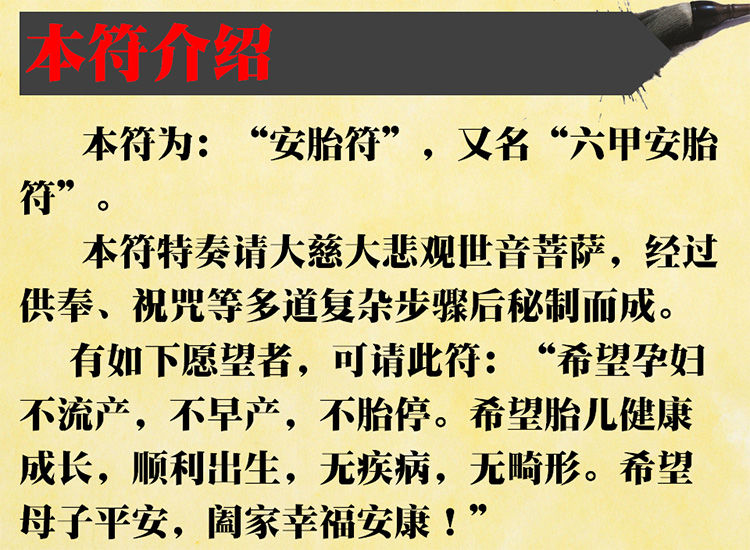 本符介绍
本符为：“安胎符”，又名“六甲安胎
符”。
本符特奏请大慈大悲观世音菩萨，经过
供奉、祝咒等多道复杂步骤后秘制而成。
有如下愿望者，可请此符：“希望孕妇
不流产，不早产，不胎停。希望胎儿健康
成长，顺利出生，无疾病，无畸形。希望
母子平安，阖家幸福安康！”